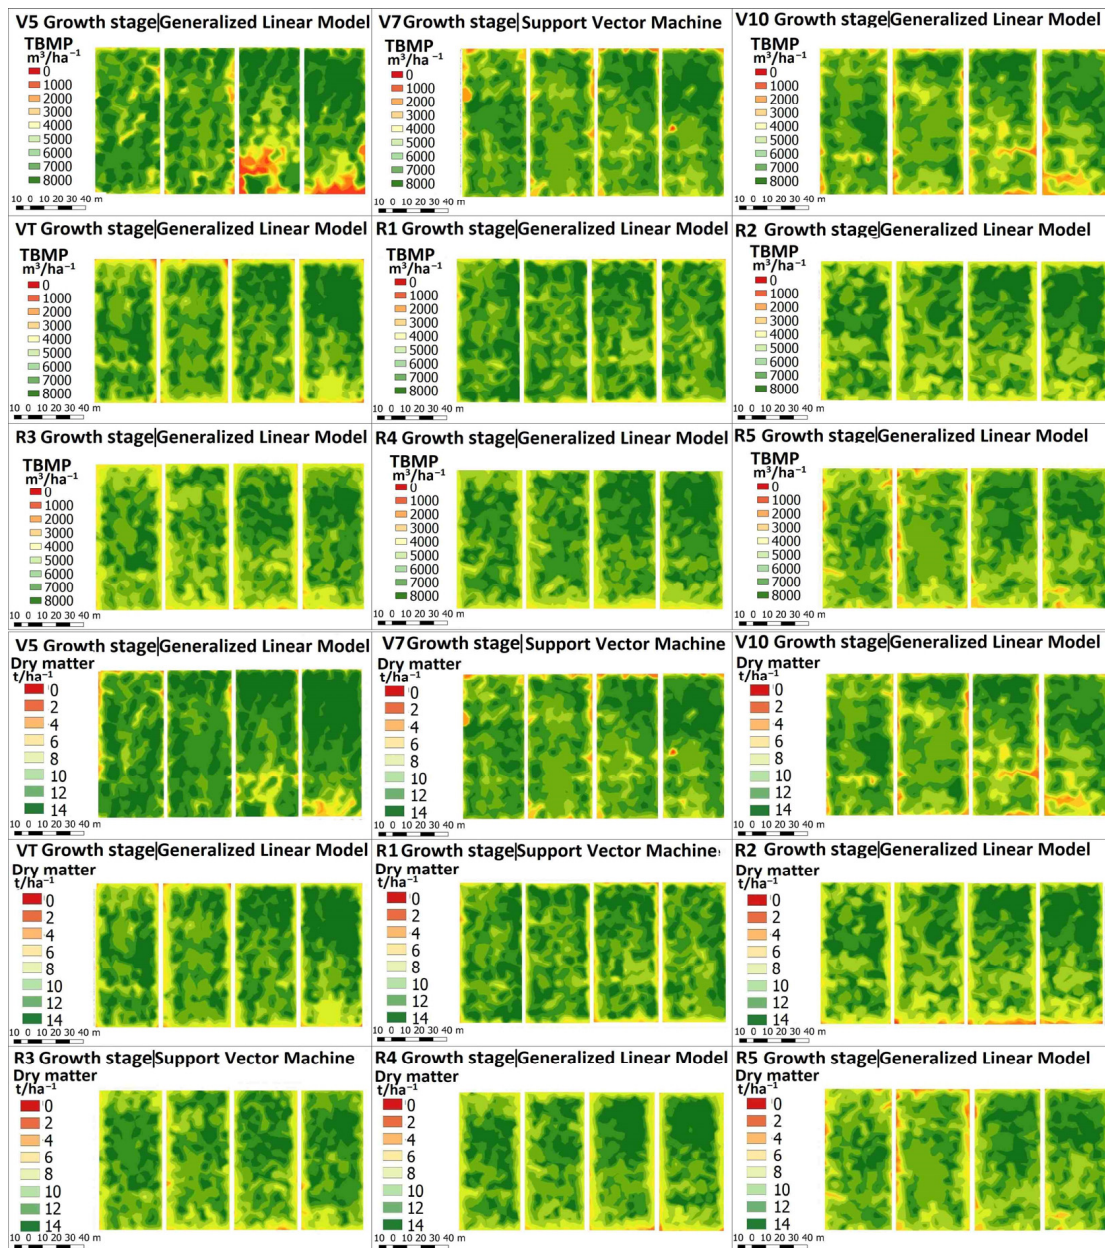 V5 Growth stage|Generalized Linear Model
TBMP
m³/ha⁻¹
0
1000
2000
3000
4000
5000
6000
7000
8000
10 0 10 20 30 40 m
V7 Growth stage|Support Vector Machine
TBMP
m³/ha⁻¹
0
1000
2000
3000
4000
5000
6000
7000
8000
10 0 10 20 30 40 m
V10 Growth stage|Generalized Linear Model
TBMP
m³/ha⁻¹
0
1000
2000
3000
4000
5000
6000
7000
8000
10 0 10 20 30 40 m
VT Growth stage|Generalized Linear Model
TBMP
m³/ha⁻¹
0
1000
2000
3000
4000
5000
6000
7000
8000
10 0 10 20 30 40 m
R1 Growth stage|Generalized Linear Model
TBMP
m³/ha⁻¹
0
1000
2000
3000
4000
5000
6000
7000
8000
10 0 10 20 30 40 m
R2 Growth stage|Generalized Linear Model
TBMP
m³/ha⁻¹
0
1000
2000
3000
4000
5000
6000
7000
8000
10 0 10 20 30 40 m
R3 Growth stage|Generalized Linear Model
TBMP
m³/ha⁻¹
0
1000
2000
3000
4000
5000
6000
7000
8000
10 0 10 20 30 40 m
R4 Growth stage|Generalized Linear Model
TBMP
m³/ha⁻¹
0
1000
2000
3000
4000
5000
6000
7000
8000
10 0 10 20 30 40 m
R5 Growth stage|Generalized Linear Model
TBMP
m³/ha⁻¹
0
1000
2000
3000
4000
5000
6000
7000
8000
10 0 10 20 30 40 m
V5 Growth stage|Generalized Linear Model
Dry matter
t/ha⁻¹
0
2
4
6
8
10
12
14
10 0 10 20 30 40 m
V7 Growth stage|Support Vector Machine
Dry matter
t/ha⁻¹
0
2
4
6
8
10
12
14
10 0 10 20 30 40 m
V10 Growth stage|Generalized Linear Model
Dry matter
t/ha⁻¹
0
2
4
6
8
10
12
14
10 0 10 20 30 40 m
VT Growth stage|Generalized Linear Model
Dry matter
t/ha⁻¹
0
2
4
6
8
10
12
14
10 0 10 20 30 40 m
R1 Growth stage|Support Vector Machine
Dry matter
t/ha⁻¹
0
2
4
6
8
10
12
14
10 0 10 20 30 40 m
R2 Growth stage|Generalized Linear Model
Dry matter
t/ha⁻¹
0
2
4
6
8
10
12
14
10 0 10 20 30 40 m
R3 Growth stage|Support Vector Machine
Dry matter
t/ha⁻¹
0
2
4
6
8
10
12
14
10 0 10 20 30 40 m
R4 Growth stage|Generalized Linear Model
Dry matter
t/ha⁻¹
0
2
4
6
8
10
12
14
10 0 10 20 30 40 m
R5 Growth stage|Generalized Linear Model
Dry matter
t/ha⁻¹
0
2
4
6
8
10
12
14
10 0 10 20 30 40 m